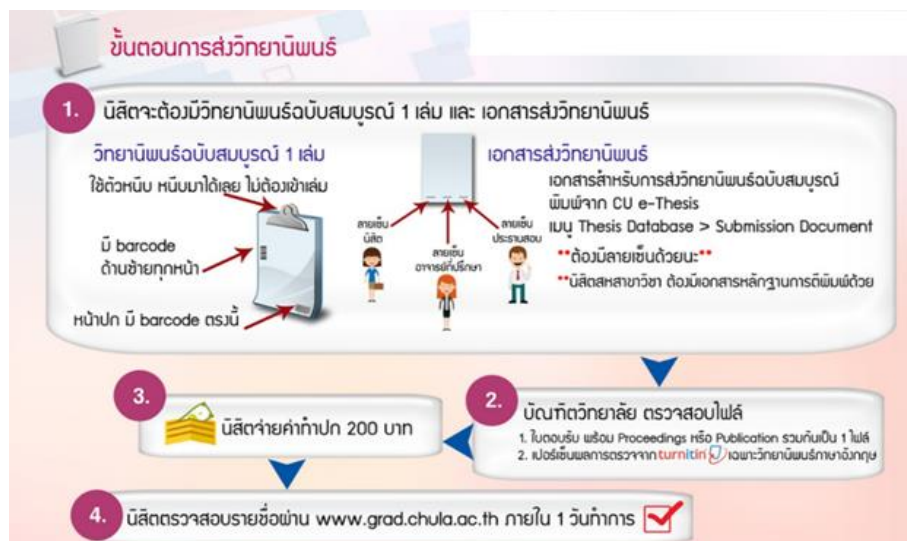 ขั้นตอนการส่งวิทยานิพนธ์
1. นิสิตจะต้องมีวิทยานิพนธ์ฉบับสมบูรณ์ 1 เล่ม และ เอกสารส่งวิทยานิพนธ์
วิทยานิพนธ์ฉบับสมบูรณ์ 1 เล่ม
ใช้ตัวหนีบ หนีบมาได้เลย ไม่ต้องเข้าเล่ม
มี barcode
ด้านซ้ายทุกหน้า
หน้าปก มี barcode ตรงนี้
ลายเซ็น
นิสิต
ลายเซ็น
อาจารย์ที่ปรึกษา
ลายเซ็น
ประธานสอบ
เอกสารส่งวิทยานิพนธ์
เอกสารสำหรับการส่งวิทยานิพนธ์ฉบับสมบูรณ์
พิมพ์จาก CU e-Thesis
เมนู Thesis Database > Submission Document
**ต้องมีลายเซ็นด้วยนะ**
**นิสิตสหสาขาวิชา ต้องมีเอกสารหลักฐานการตีพิมพ์ด้วย
2. บัณฑิตวิทยาลัย ตรวจสอบไฟล์
1. ใบตอบรับ พร้อม Proceedings หรือ Publication รวมกันเป็น 1 ไฟล์
2. เปอร์เซ็นผลการตรวจจาก turnitin เฉพาะวิทยานิพนธ์ภาษาอังกฤษ
3. นิสิตจ่ายค่าทำปก 200 บาท
4. นิสิตตรวจสอบรายชื่อผ่าน www.grad.chula.ac.th ภายใน 1 วันทำการ